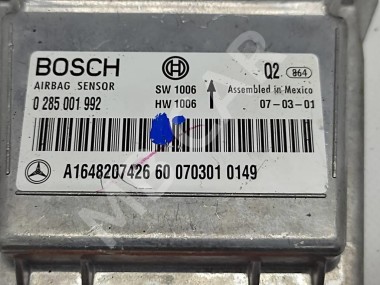 BOSCH
Q2 864
AIRBAG SENSOR
SW 1006
Assembled in Mexico
0 285 001 992
HW 1006
07-03-01
A1648207426 60 070301 0149